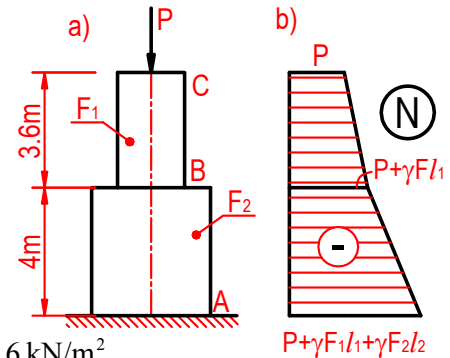 a)
P
C
F₁
3.6m
B
F₂
4m
A
b)
P
N
P+γFl₁
-
P+γF₁l₁+γF₂l₂
6 kN/m²